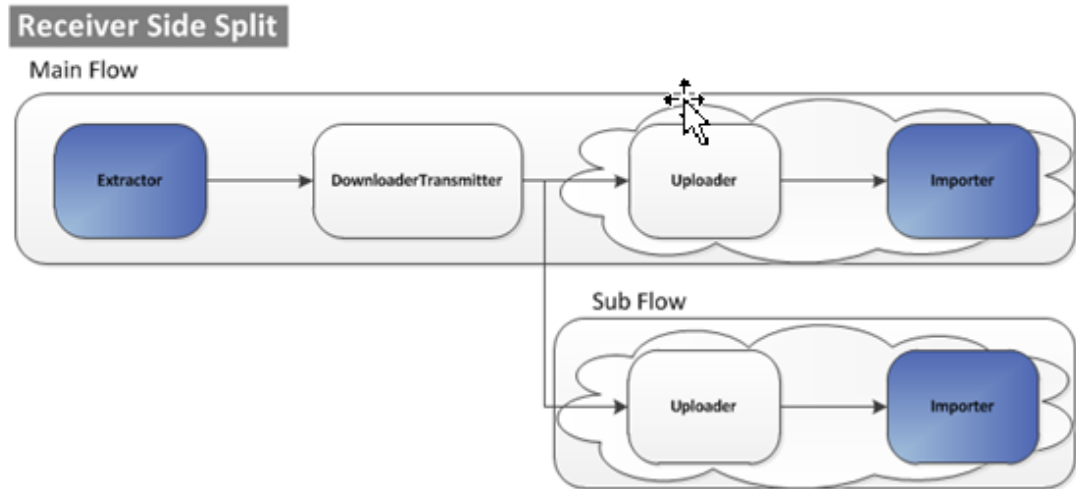 Receiver Side Split
Main Flow
Extractor
DownloaderTransmitter
Uploader
Importer
Sub Flow
Uploader
Importer